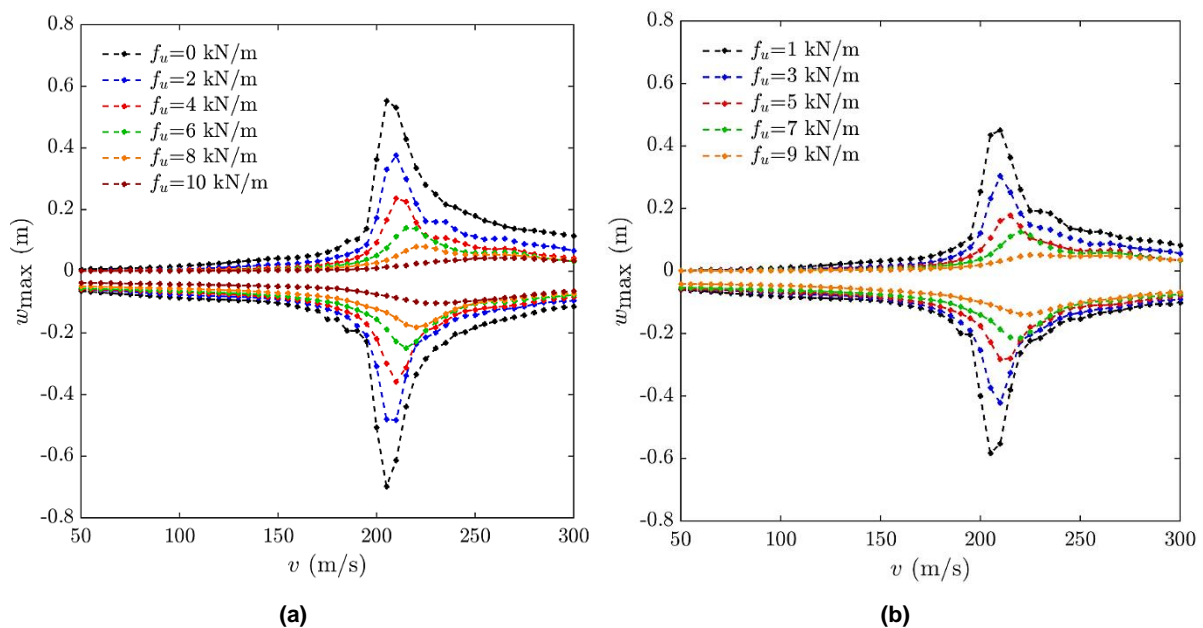 0.8
0.6
0.4
0.2
0
-0.2
-0.4
-0.6
-0.8
w_max (m)
f_u=0 kN/m
f_u=2 kN/m
f_u=4 kN/m
f_u=6 kN/m
f_u=8 kN/m
f_u=10 kN/m
50 100 150 200 250 300
v (m/s)
(a)
0.8
0.6
0.4
0.2
0
-0.2
-0.4
-0.6
-0.8
w_max (m)
f_u=1 kN/m
f_u=3 kN/m
f_u=5 kN/m
f_u=7 kN/m
f_u=9 kN/m
50 100 150 200 250 300
v (m/s)
(b)